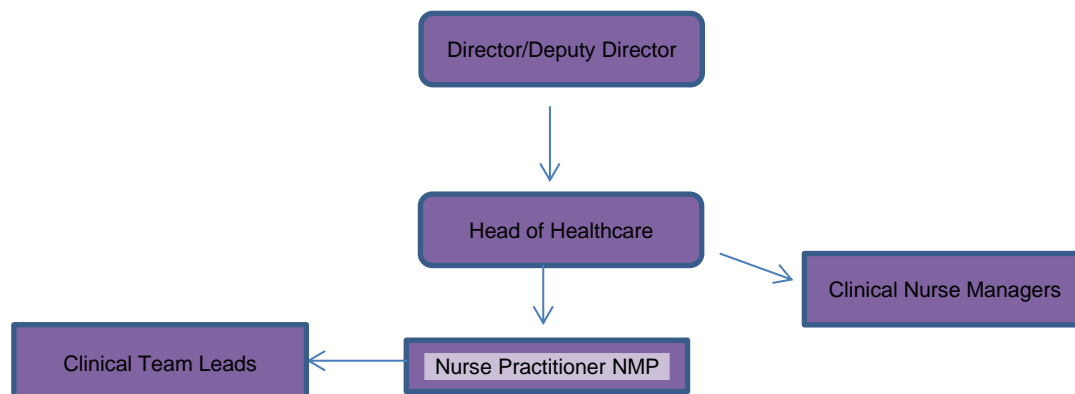 Director/Deputy Director
Head of Healthcare
Clinical Nurse Managers
Clinical Team Leads
Nurse Practitioner NMP